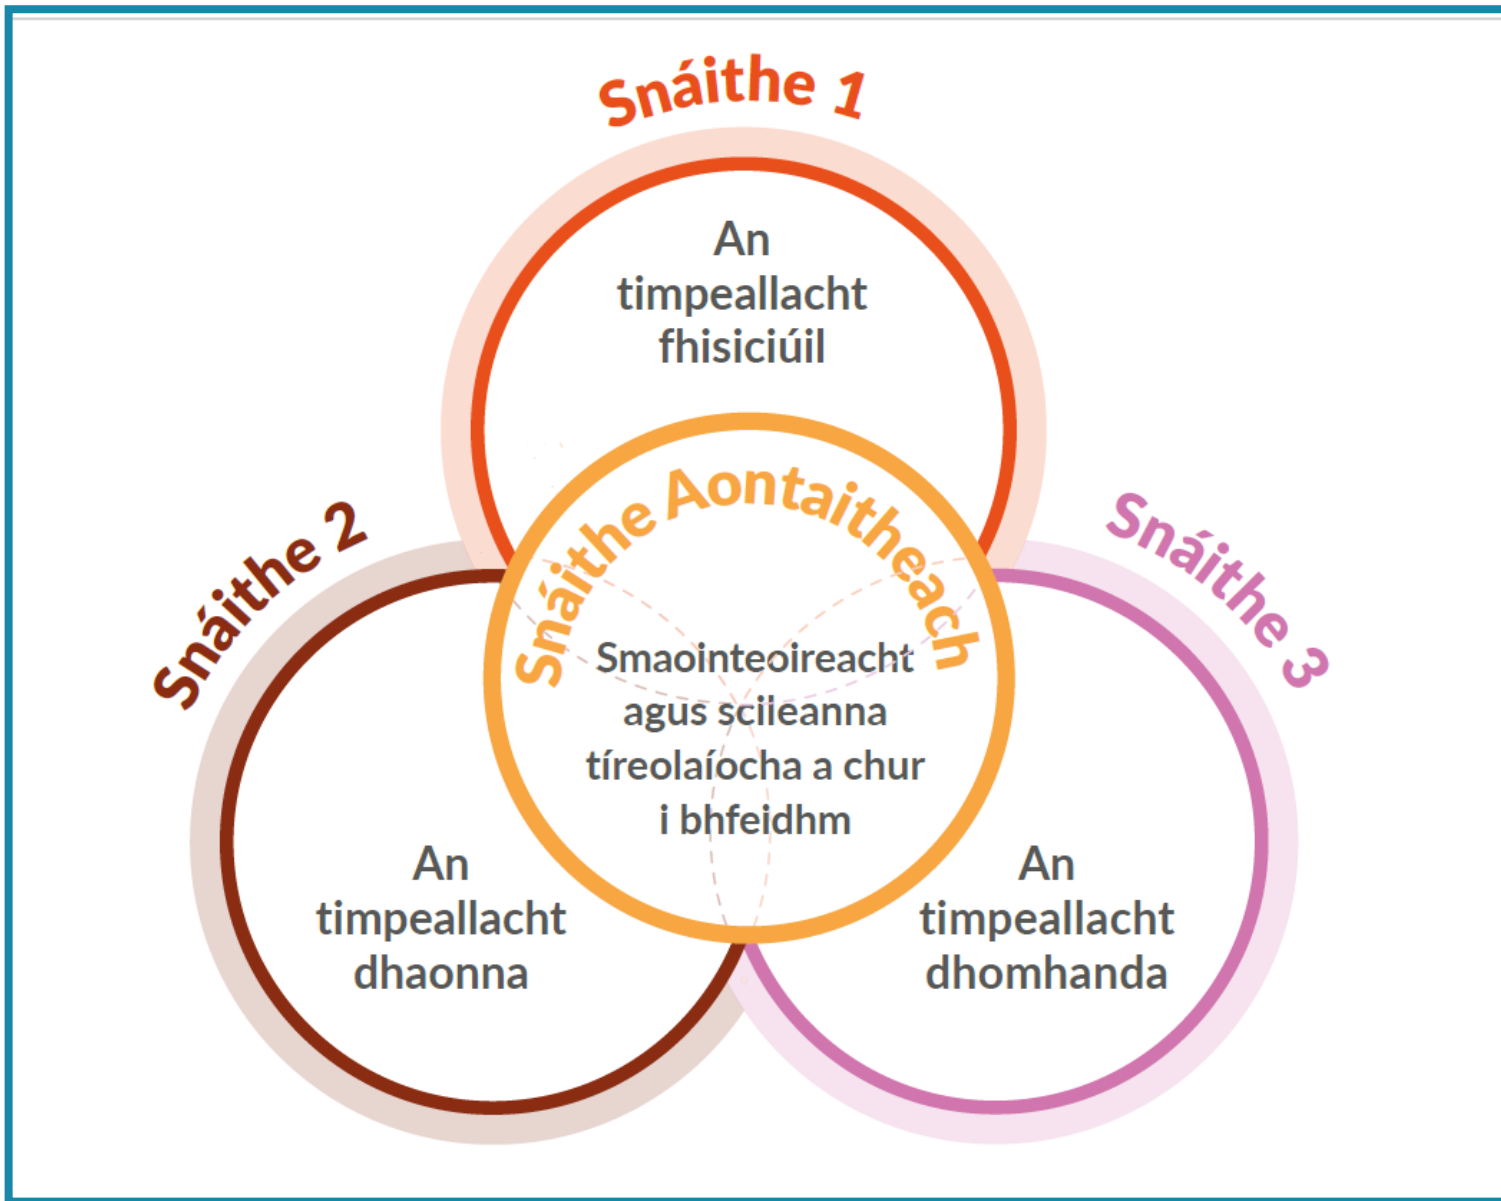 Snáithe 1
An
timpeallacht
fhisiciúil
Snáithe Aontaitheach
Smaointeoireacht
agus scileanna
tíreolaíocha a chur
i bhfeidhm
Snáithe 2
An
timpeallacht
dhaonna
Snáithe 3
An
timpeallacht
dhomhanda